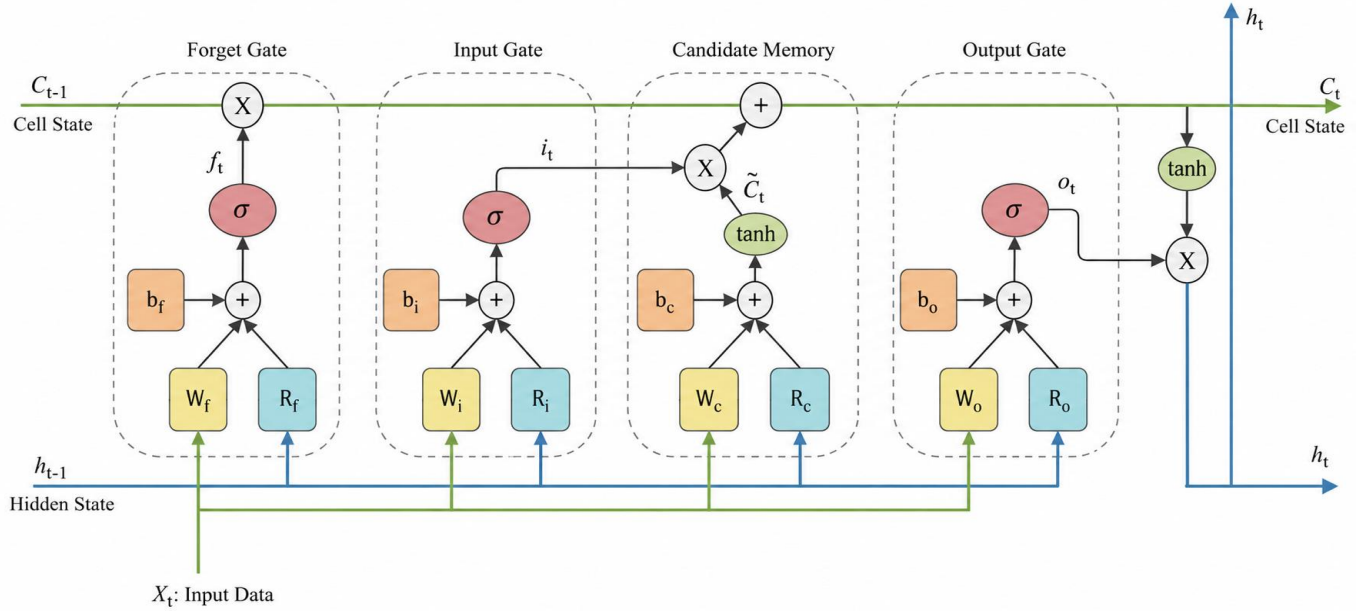 h_t
Forget Gate
Input Gate
Candidate Memory
Output Gate
C_t-1
Cell State
X
+
C_t
Cell State
f_t
i_t
X
C̃_t
tanh
o_t
tanh
σ
σ
σ
X
b_f
+
b_i
+
b_c
+
b_o
+
W_f
R_f
W_i
R_i
W_c
R_c
W_o
R_o
h_t-1
Hidden State
h_t
X_t: Input Data